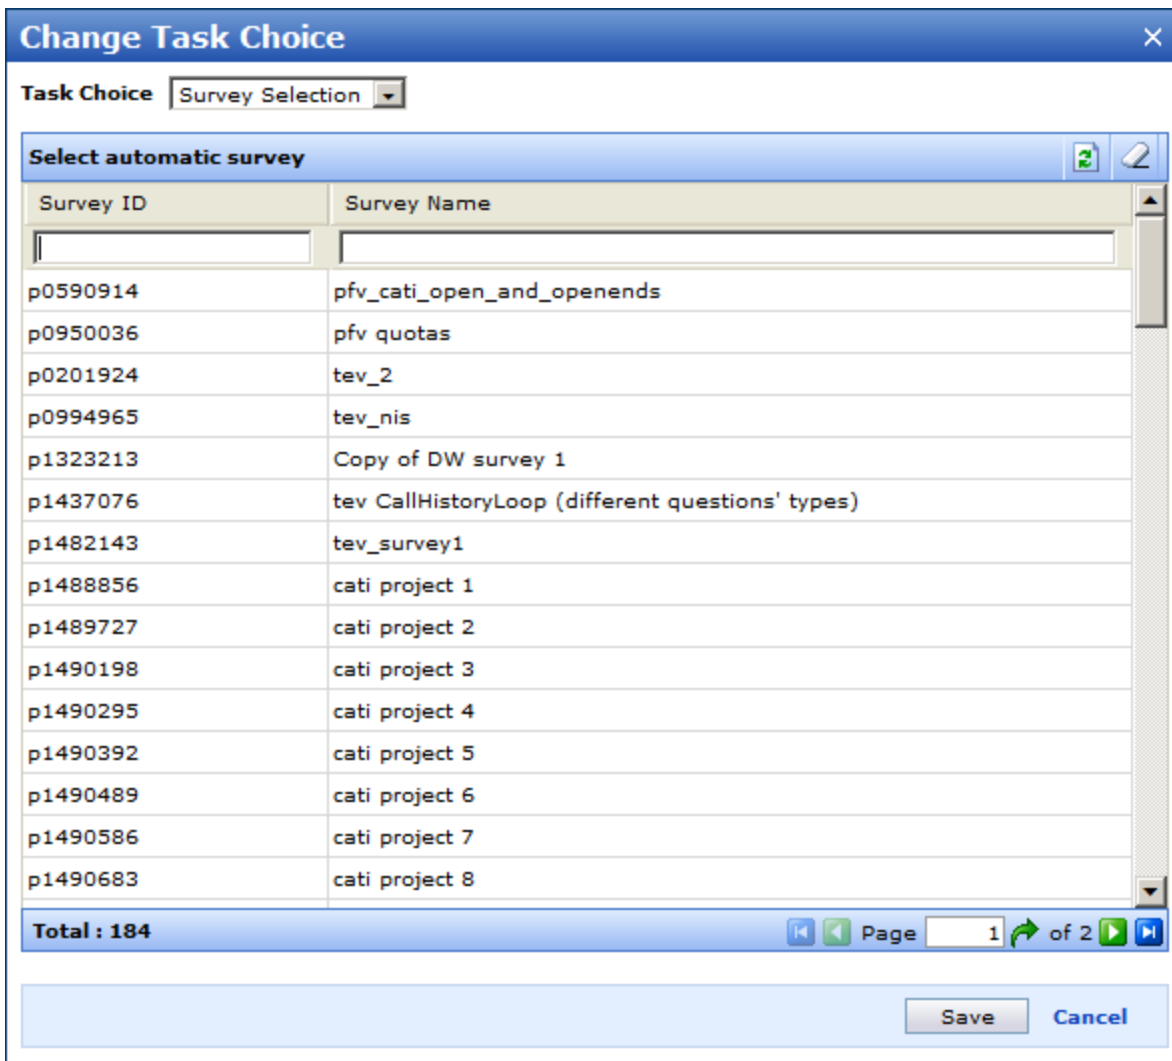 Change Task Choice
Task Choice Survey Selection
Select automatic survey
Survey ID Survey Name
p0590914 pfv_cati_open_and_openends
p0950036 pfv quotas
p0201924 tev_2
p0994965 tev_nis
p1323213 Copy of DW survey 1
p1437076 tev CallHistoryLoop (different questions' types)
p1482143 tev_survey1
p1488856 cati project 1
p1489727 cati project 2
p1490198 cati project 3
p1490295 cati project 4
p1490392 cati project 5
p1490489 cati project 6
p1490586 cati project 7
p1490683 cati project 8
Total : 184 Page 1 of 2
Save Cancel